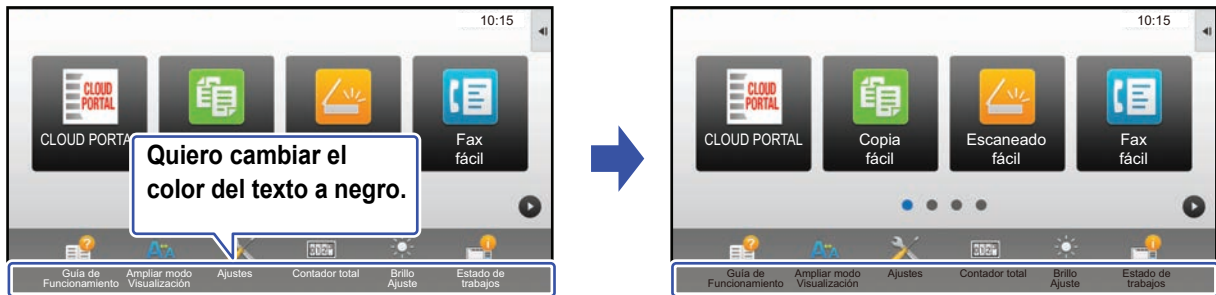 10:15
CLOUD
PORTAL
CLOUD PORTA
Fax
fácil
Quiero cambiar el
color del texto a negro.
Guía de
Funcionamiento
Ampliar modo
Visualización
Ajustes
Contador total
Brillo
Ajuste
Estado de
trabajos
10:15
CLOUD
PORTAL
CLOUD PORTAL
Copia
fácil
Escaneado
fácil
Fax
fácil
Guía de
Funcionamiento
Ampliar modo
Visualización
Ajustes
Contador total
Brillo
Ajuste
Estado de
trabajos